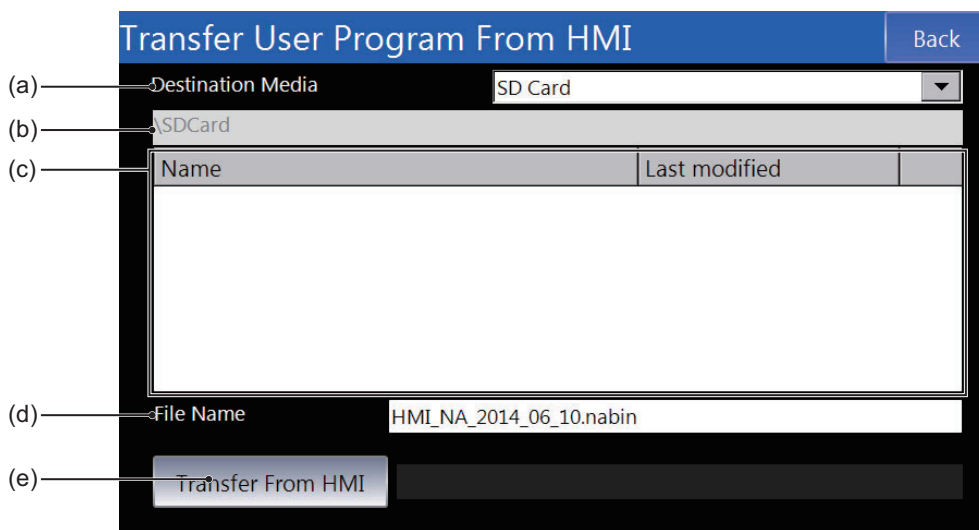 Transfer User Program From HMI Back
(a) Destination Media SD Card
(b) \SDCard
(c) Name Last modified
(d) File Name HMI_NA_2014_06_10.nabin
(e) Transfer From HMI